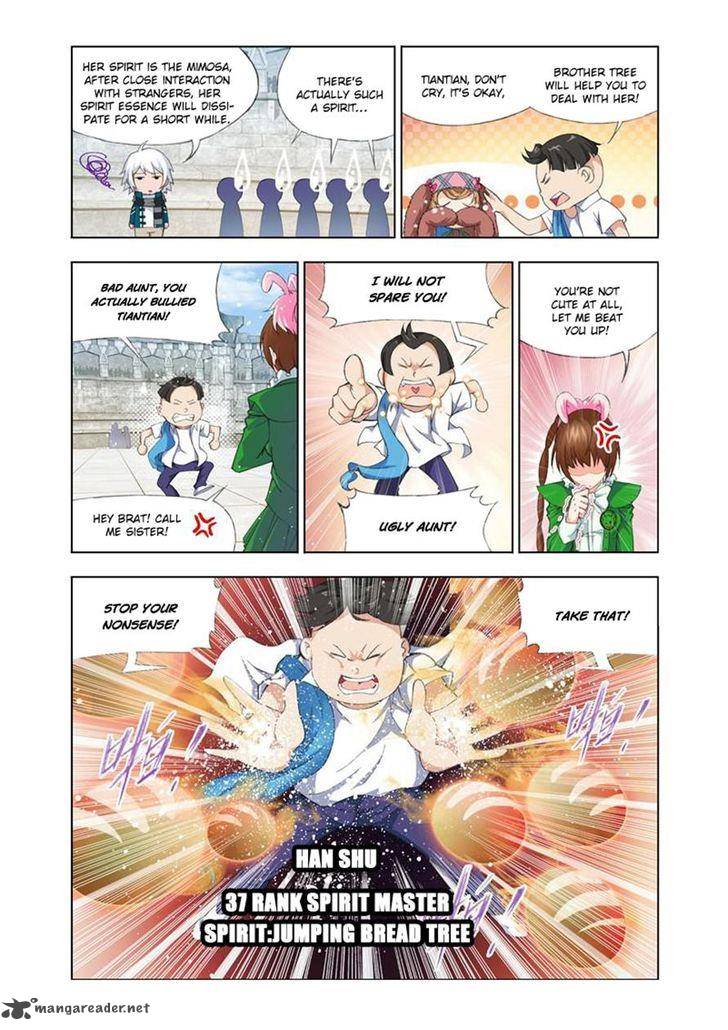 HER SPIRIT IS THE MIMOSA,
AFTER CLOSE INTERACTION
WITH STRANGERS, HER
SPIRIT ESSENCE WILL DISSI-
PATE FOR A SHORT WHILE.
THERE'S
ACTUALLY SUCH
A SPIRIT...
TIANTIAN, DON'T
CRY, IT'S OKAY,
BROTHER TREE
WILL HELP YOU TO
DEAL WITH HER!
BAD AUNT, YOU
ACTUALLY BULLIED
TIANTIAN!
HEY BRAT! CALL
ME SISTER!
I WILL NOT
SPARE YOU!
UGLY AUNT!
YOU'RE NOT
CUTE AT ALL,
LET ME BEAT
YOU UP!
STOP YOUR
NONSENSE!
TAKE THAT!
HAN SHU
37 RANK SPIRIT MASTER
SPIRIT:JUMPING BREAD TREE
mangareader.net